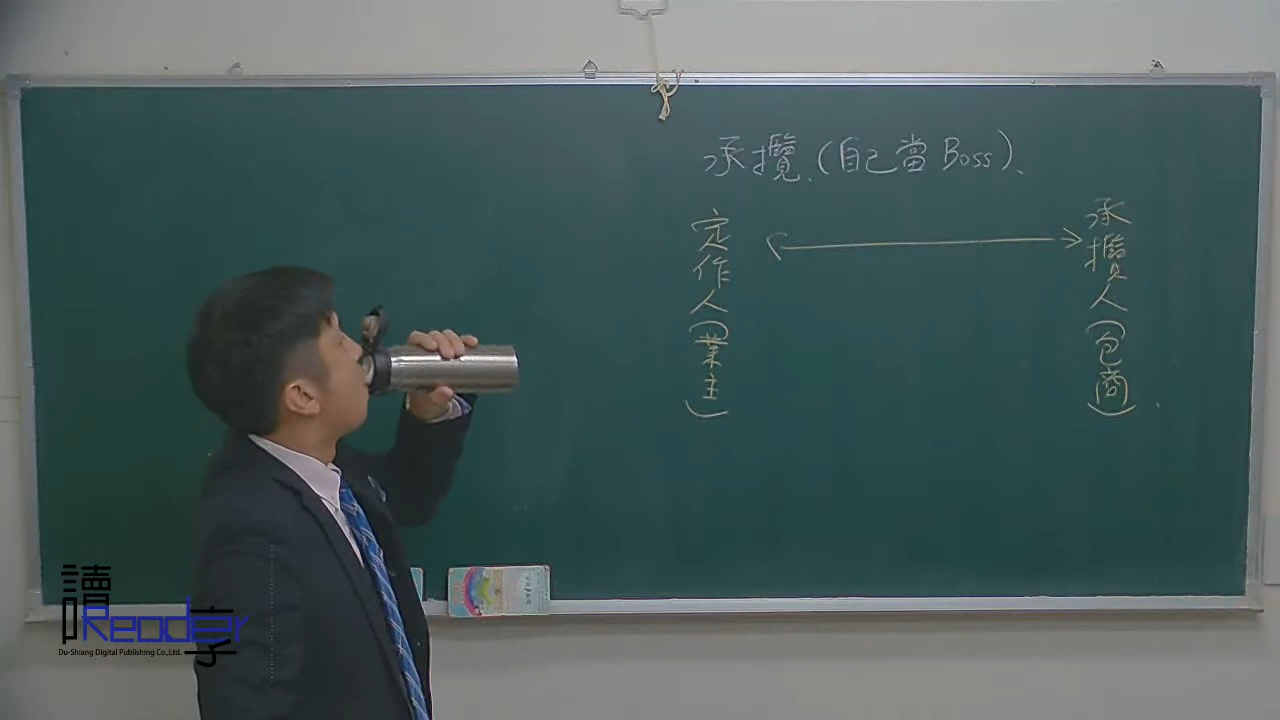 承攬(自己當Boss)、
定作人(業主)
承攬人(包商)
讀享
Reader
Du-Shiang Digital Publishing Co.,Ltd.